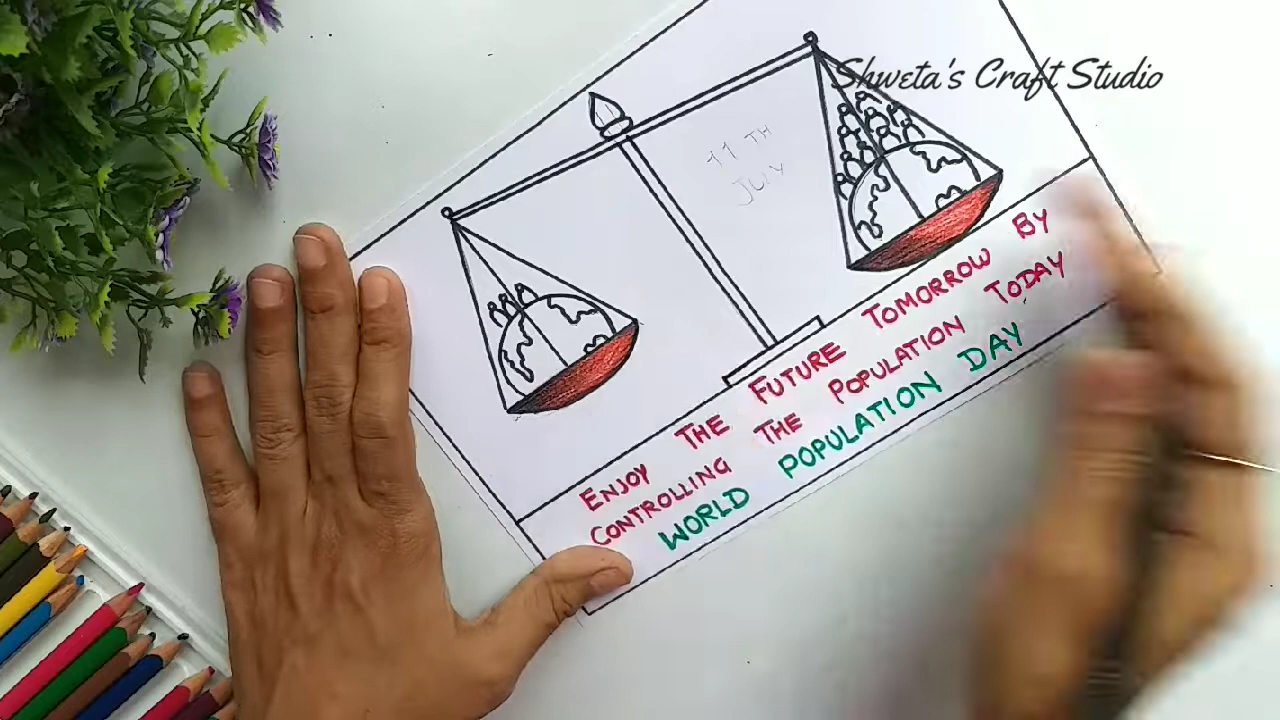 Shweta's Craft Studio
11 TH
JULY
ENJOY THE FUTURE TOMORROW BY
CONTROLLING THE POPULATION TODAY
WORLD POPULATION DAY